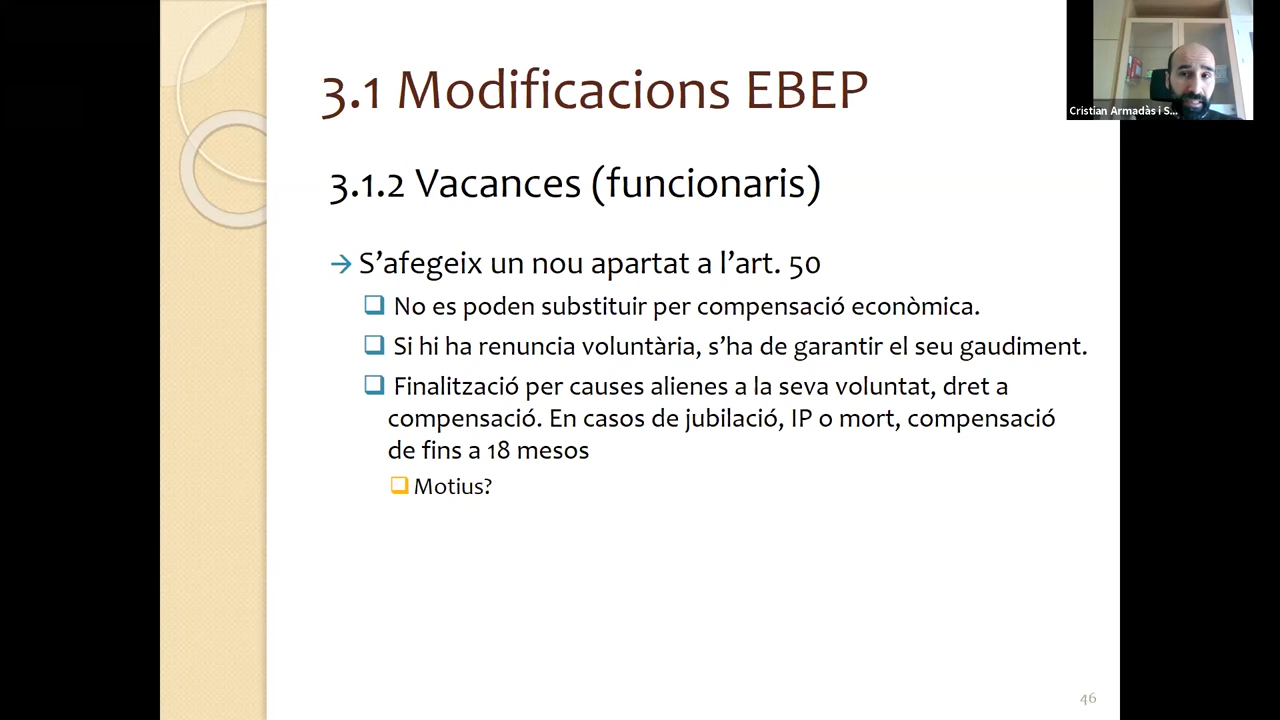 3.1 Modificacions EBEP
Cristian Armadàs i S...
3.1.2 Vacances (funcionaris)
→ S’afegeix un nou apartat a l’art. 50
❑ No es poden substituir per compensació econòmica.
❑ Si hi ha renuncia voluntària, s’ha de garantir el seu gaudiment.
❑ Finalització per causes alienes a la seva voluntat, dret a
compensació. En casos de jubilació, IP o mort, compensació
de fins a 18 mesos
❑ Motius?
46